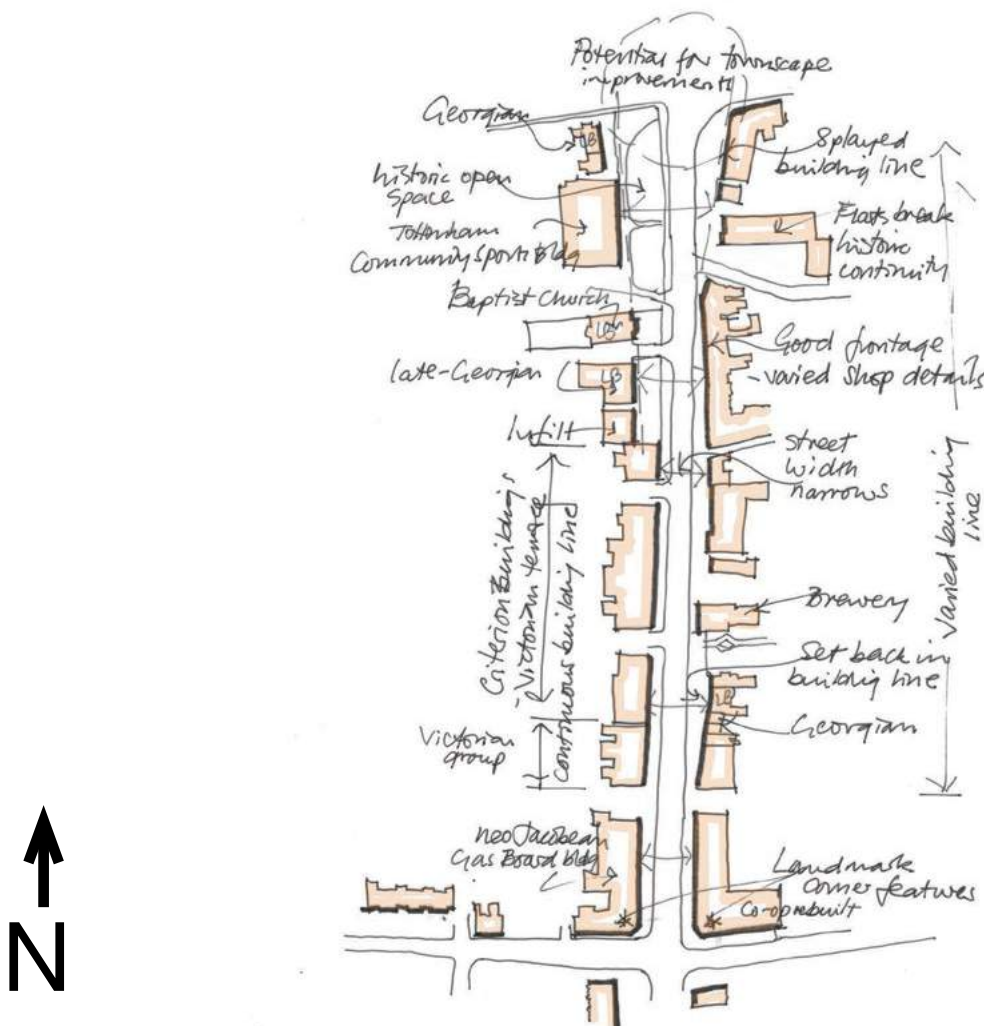 Potential for townscape
improvements
Georgian
LB
Splayed
building line
historic open
space
Flats break
historic
continuity
Tottenham
Community Sports Bldg
Baptist Church
LB
Good frontage
- varied shop details
late-Georgian
LB
Infill
Street
width
narrows
Varied building
line
Criterion Buildings
- Victorian terrace
continuous building line
Brewery
Set back in
building line
LB
Georgian
Victorian
group
neo Jacobean
Gas Board bldg
Landmark
corner features
Co-op rebuilt
N